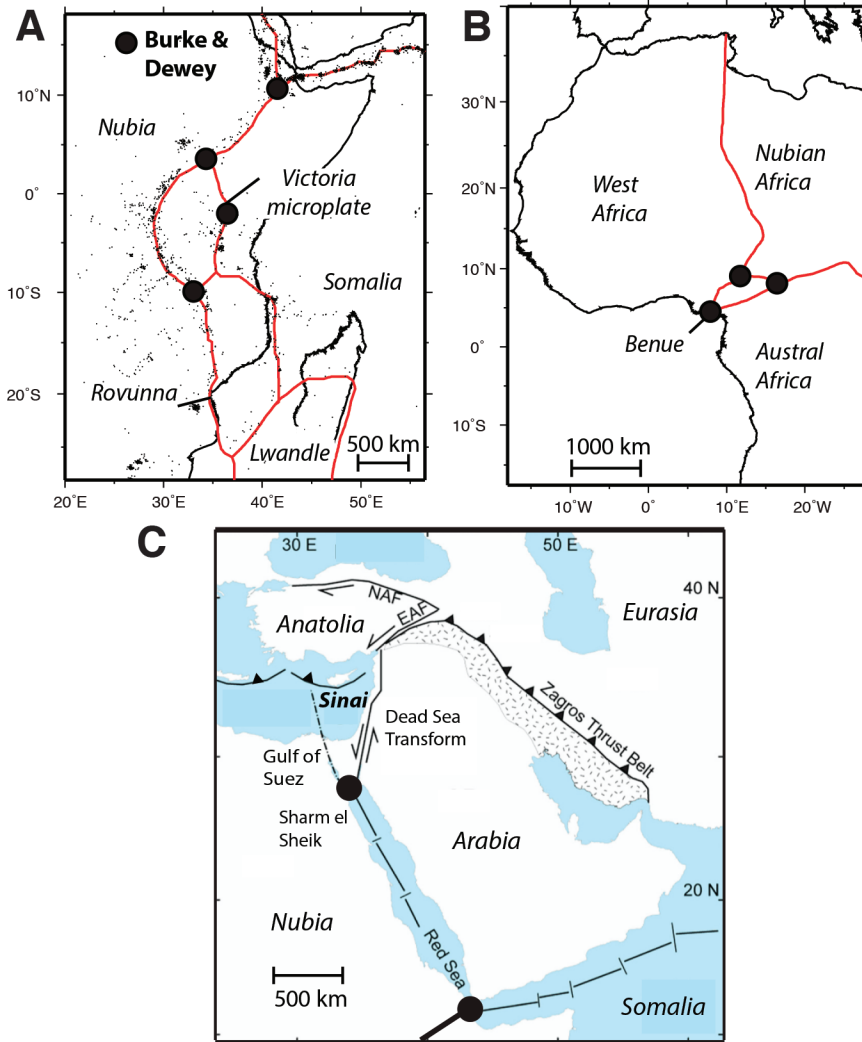 A
Burke &
Dewey
10°N
Nubia
0°
Victoria
microplate
Somalia
10°S
Rovunna
20°S
Lwandle
500 km
20°E
30°E
40°E
50°E
B
30°N
Nubian
Africa
West
Africa
20°N
10°N
Benue
0°
Austral
Africa
10°S
1000 km
10°W
0°
10°E
20°W
C
30 E
50 E
40 N
NAF
EAF
Anatolia
Eurasia
Sinai
Zagros Thrust Belt
Dead Sea
Transform
Gulf of
Suez
Sharm el
Sheik
Arabia
20 N
Nubia
Red Sea
500 km
Somalia